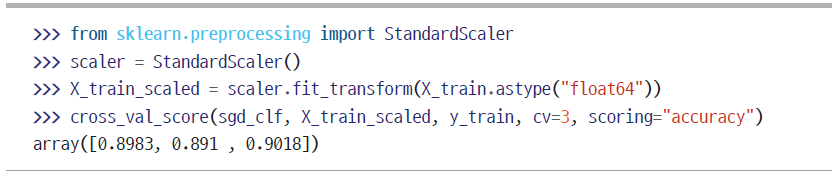 >>> from sklearn.preprocessing import StandardScaler
>>> scaler = StandardScaler()
>>> X_train_scaled = scaler.fit_transform(X_train.astype("float64"))
>>> cross_val_score(sgd_clf, X_train_scaled, y_train, cv=3, scoring="accuracy")
array([0.8983, 0.891 , 0.9018])